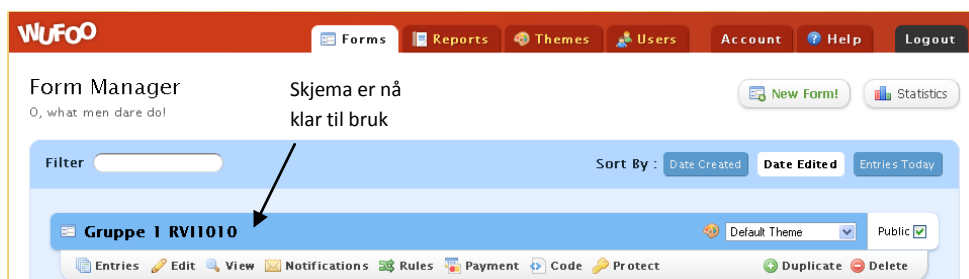 WUFOO
Forms Reports Themes Users Account Help Logout
Form Manager
O, what men dare do!
Skjema er nå
klar til bruk
New Form! Statistics
Filter Sort By : Date Created Date Edited Entries Today
Gruppe 1 RVI1010 Default Theme Public
Entries Edit View Notifications Rules Payment Code Protect Duplicate Delete